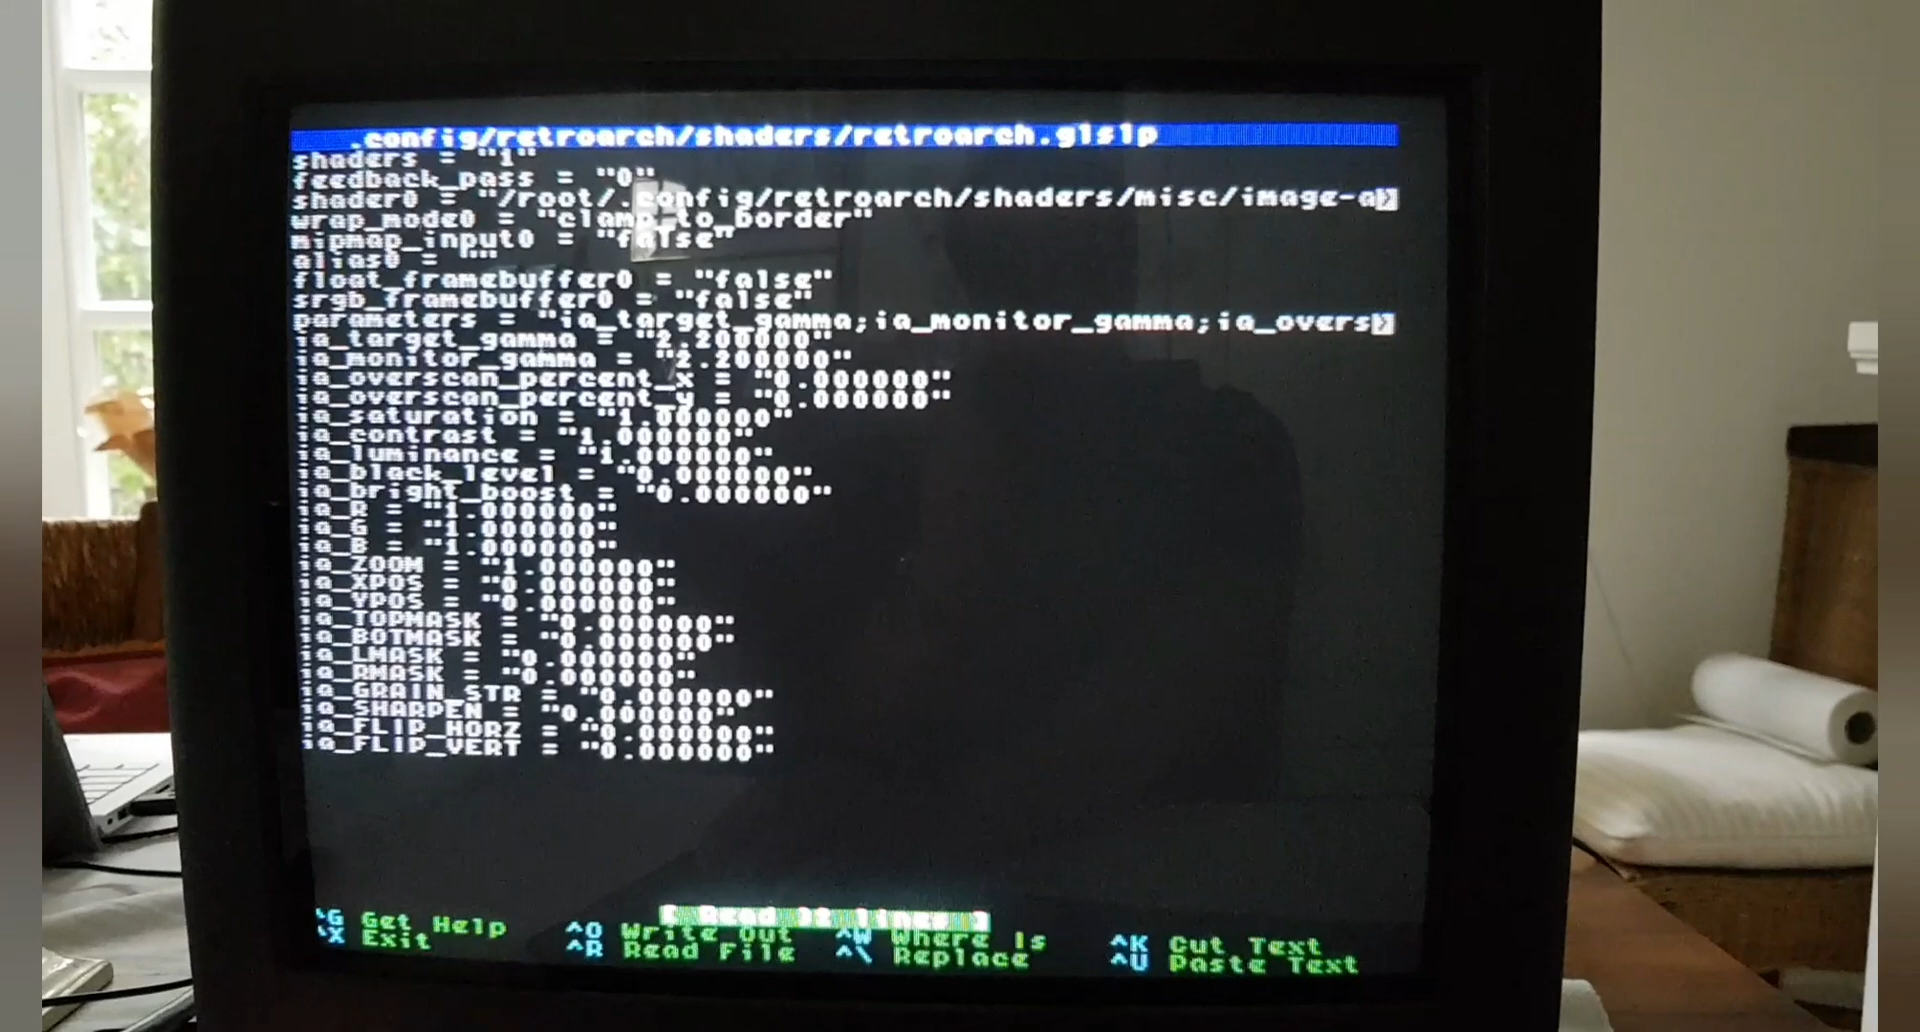 .config/retroarch/shaders/retroarch.glslp
shaders = "1"
feedback_pass = "0"
shader0 = "/root/.config/retroarch/shaders/misc/image-a>
wrap_mode0 = "clamp_to_border"
mipmap_input0 = "false"
alias0 = ""
float_framebuffer0 = "false"
srgb_framebuffer0 = "false"
parameters = "ia_target_gamma;ia_monitor_gamma;ia_overs>
ia_target_gamma = "2.200000"
ia_monitor_gamma = "2.200000"
ia_overscan_percent_x = "0.000000"
ia_overscan_percent_y = "0.000000"
ia_saturation = "1.000000"
ia_contrast = "1.000000"
ia_luminance = "1.000000"
ia_black_level = "0.000000"
ia_bright_boost = "0.000000"
ia_R = "1.000000"
ia_G = "1.000000"
ia_B = "1.000000"
ia_ZOOM = "1.000000"
ia_XPOS = "0.000000"
ia_YPOS = "0.000000"
ia_TOPMASK = "0.000000"
ia_BOTMASK = "0.000000"
ia_LMASK = "0.000000"
ia_RMASK = "0.000000"
ia_GRAIN_STR = "0.000000"
ia_SHARPEN = "0.000000"
ia_FLIP_HORZ = "0.000000"
ia_FLIP_VERT = "0.000000"
[ Read 32 lines ]
^G Get Help ^O Write Out ^W Where Is ^K Cut Text
^X Exit ^R Read File ^\ Replace ^U Paste Text